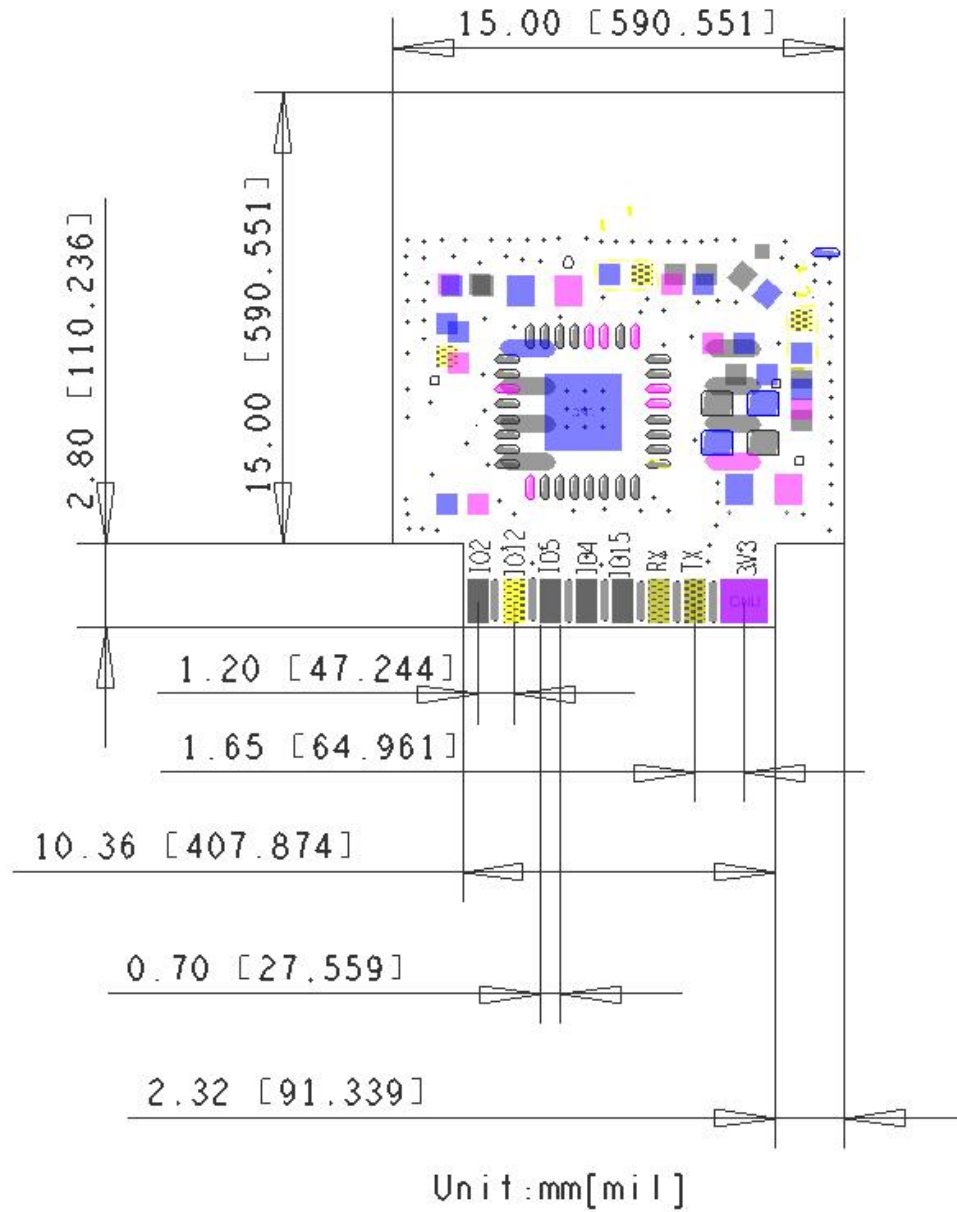 15.00 [590.551]
2.80 [110.236]
15.00 [590.551]
IO2
IO12
IO5
IO4
IO15
RX
TX
3V3
GND
1.20 [47.244]
1.65 [64.961]
10.36 [407.874]
0.70 [27.559]
2.32 [91.339]
Unit:mm[mil]